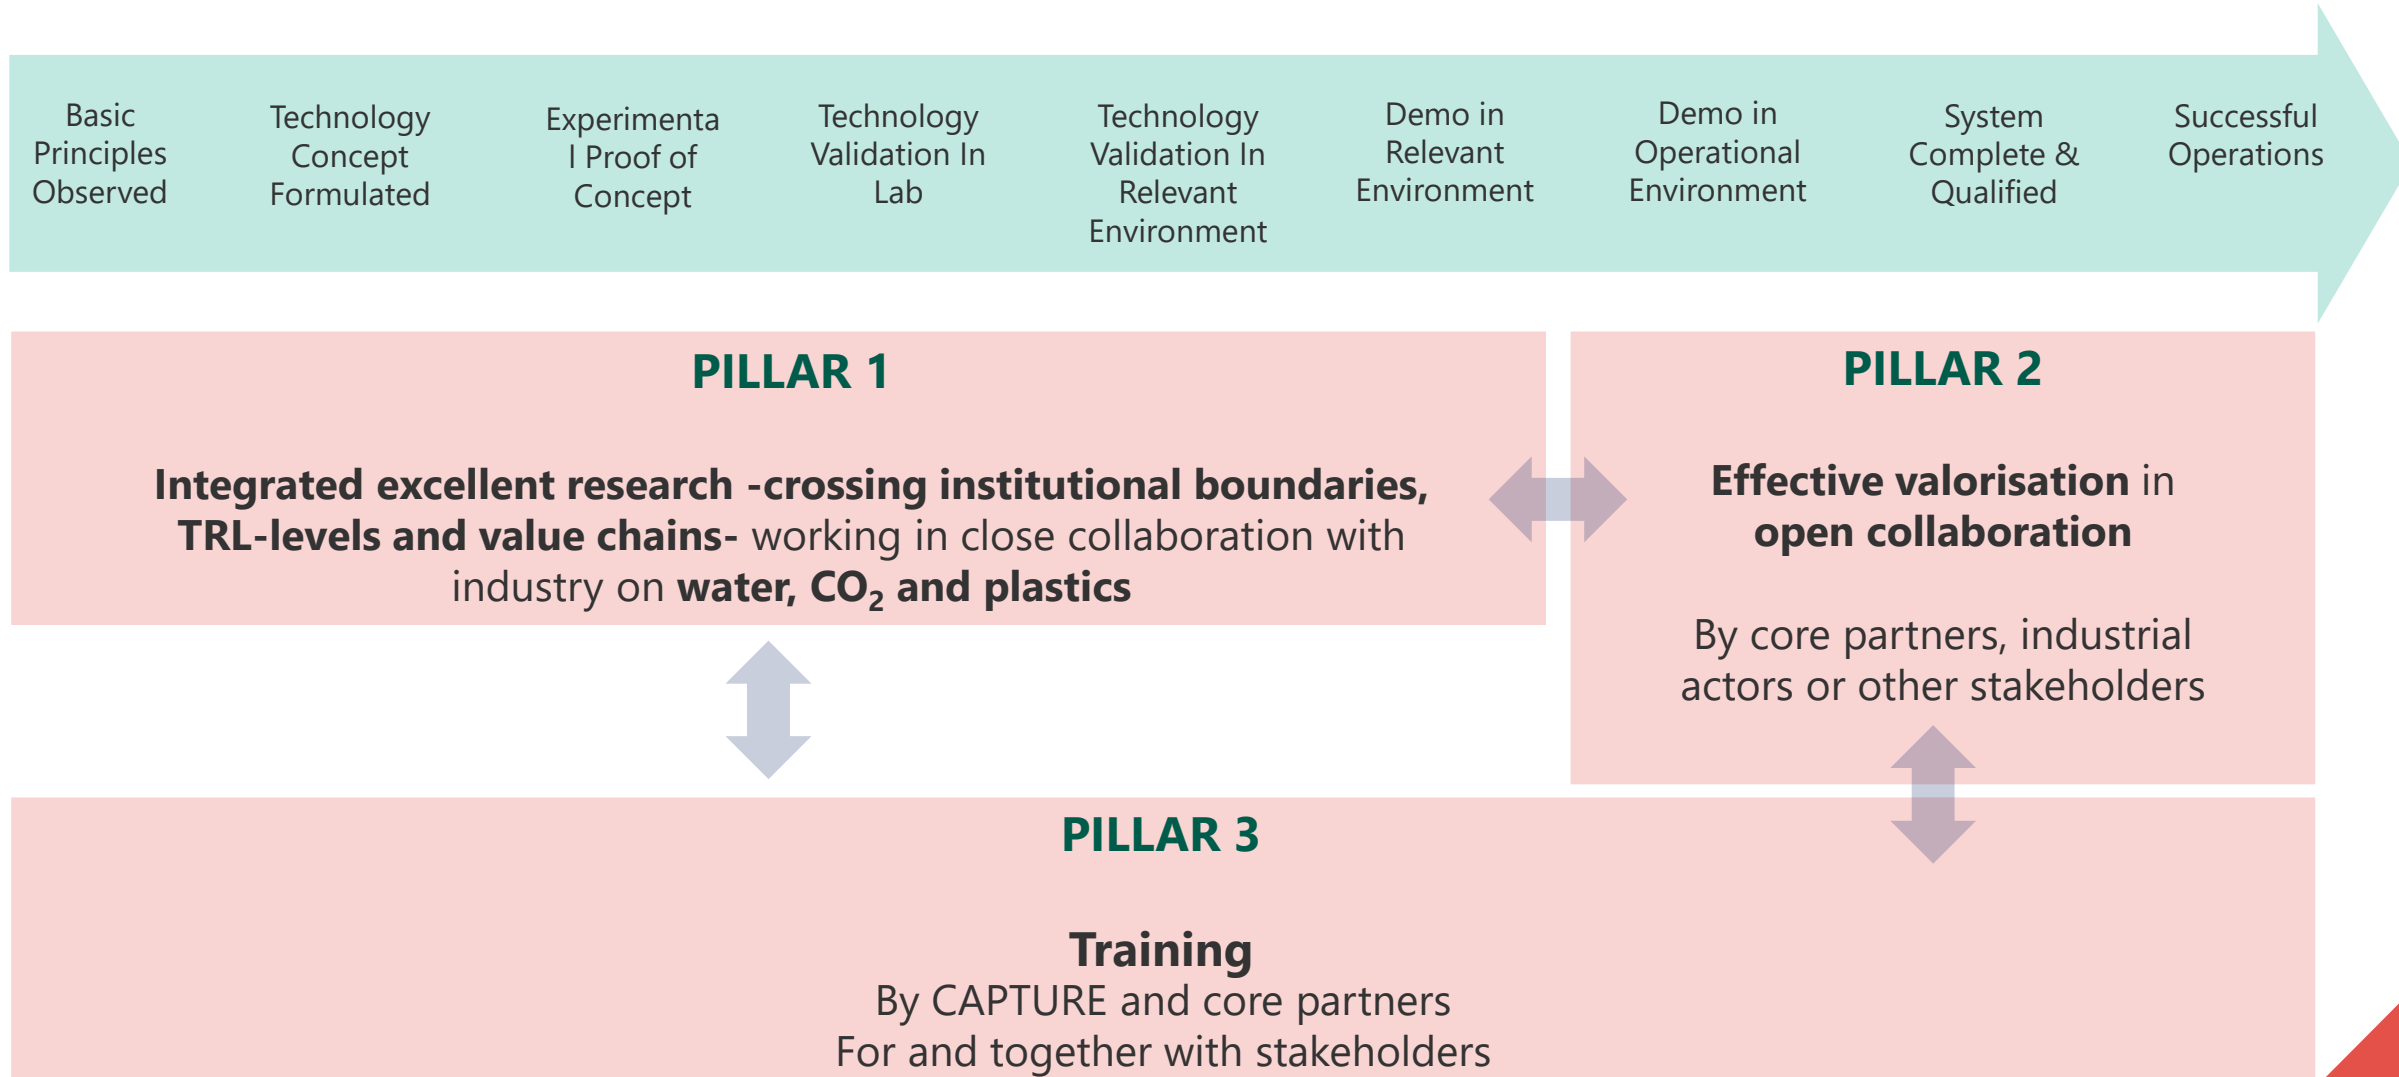 Basic
Principles
Observed
Technology
Concept
Formulated
Experimenta
l Proof of
Concept
Technology
Validation In
Lab
Technology
Validation In
Relevant
Environment
Demo in
Relevant
Environment
Demo in
Operational
Environment
System
Complete &
Qualified
Successful
Operations
PILLAR 1
Integrated excellent research -crossing institutional boundaries,
TRL-levels and value chains- working in close collaboration with
industry on water, CO₂ and plastics
PILLAR 2
Effective valorisation in
open collaboration
By core partners, industrial
actors or other stakeholders
PILLAR 3
Training
By CAPTURE and core partners
For and together with stakeholders